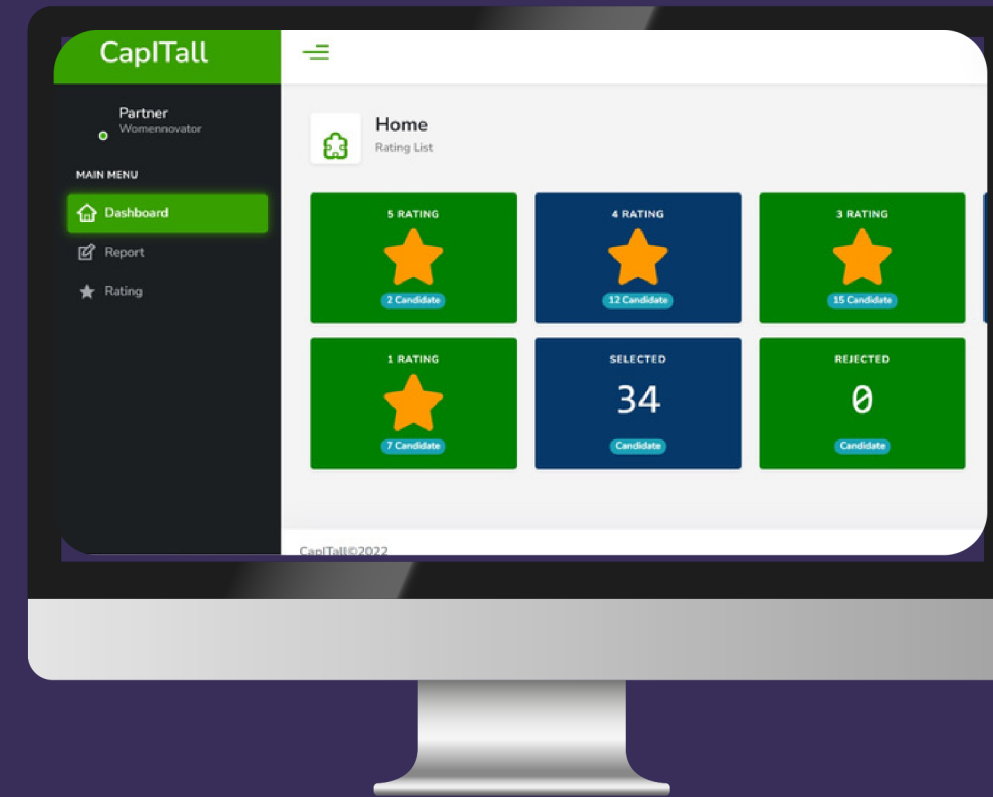 CapITall
Partner
Womennovator
MAIN MENU
Dashboard
Report
Rating
Home
Rating List
5 RATING
2 Candidate
4 RATING
12 Candidate
3 RATING
15 Candidate
1 RATING
7 Candidate
SELECTED
34
Candidate
REJECTED
0
Candidate
CapITall©2022